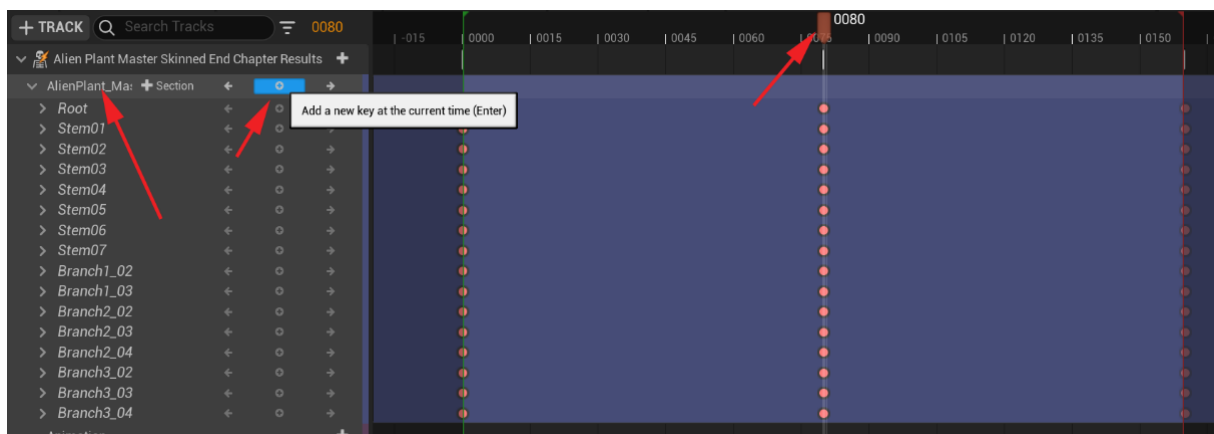 + TRACK Search Tracks 0080
0080
-015 0000 0015 0030 0045 0060 0075 0090 0105 0120 0135 0150
Alien Plant Master Skinned End Chapter Results +
AlienPlant_Ma: + Section
Add a new key at the current time (Enter)
Root
Stem01
Stem02
Stem03
Stem04
Stem05
Stem06
Stem07
Branch1_02
Branch1_03
Branch2_02
Branch2_03
Branch2_04
Branch3_02
Branch3_03
Branch3_04